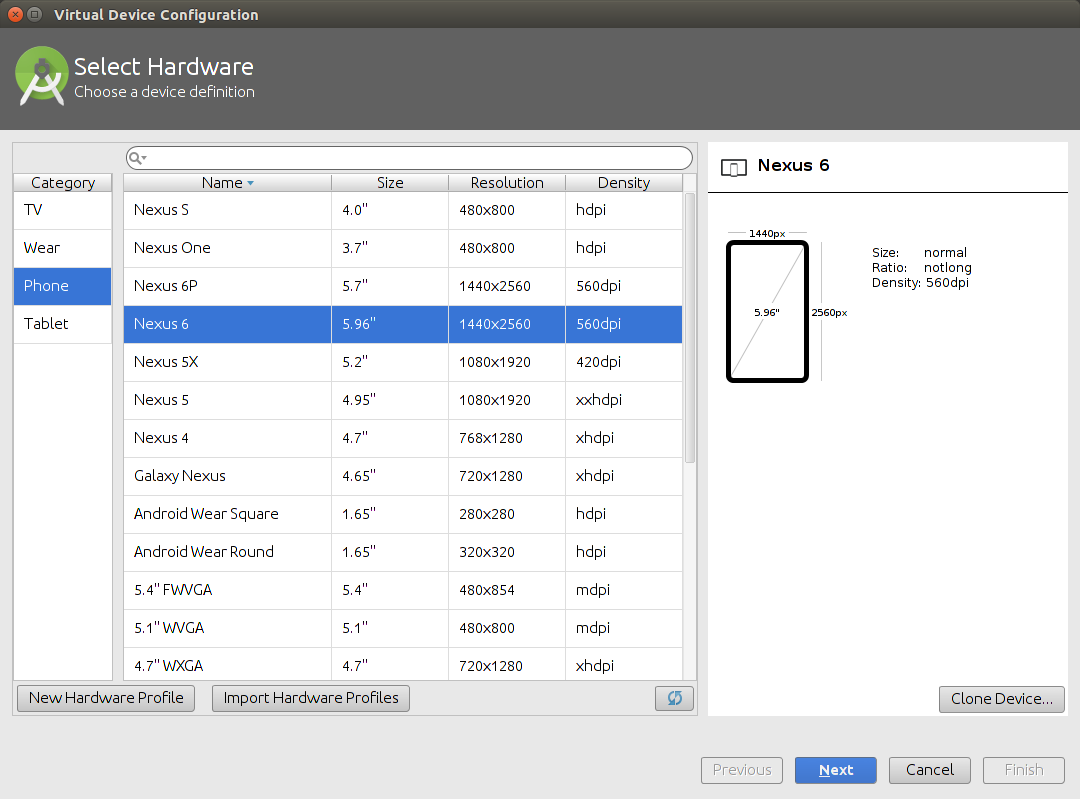 Virtual Device Configuration
Select Hardware
Choose a device definition
Category
TV
Wear
Phone
Tablet
Name Size Resolution Density
Nexus S 4.0" 480x800 hdpi
Nexus One 3.7" 480x800 hdpi
Nexus 6P 5.7" 1440x2560 560dpi
Nexus 6 5.96" 1440x2560 560dpi
Nexus 5X 5.2" 1080x1920 420dpi
Nexus 5 4.95" 1080x1920 xxhdpi
Nexus 4 4.7" 768x1280 xhdpi
Galaxy Nexus 4.65" 720x1280 xhdpi
Android Wear Square 1.65" 280x280 hdpi
Android Wear Round 1.65" 320x320 hdpi
5.4" FWVGA 5.4" 480x854 mdpi
5.1" WVGA 5.1" 480x800 mdpi
4.7" WXGA 4.7" 720x1280 xhdpi
New Hardware Profile Import Hardware Profiles
Nexus 6
1440px
5.96"
2560px
Size: normal
Ratio: notlong
Density: 560dpi
Clone Device...
Previous Next Cancel Finish